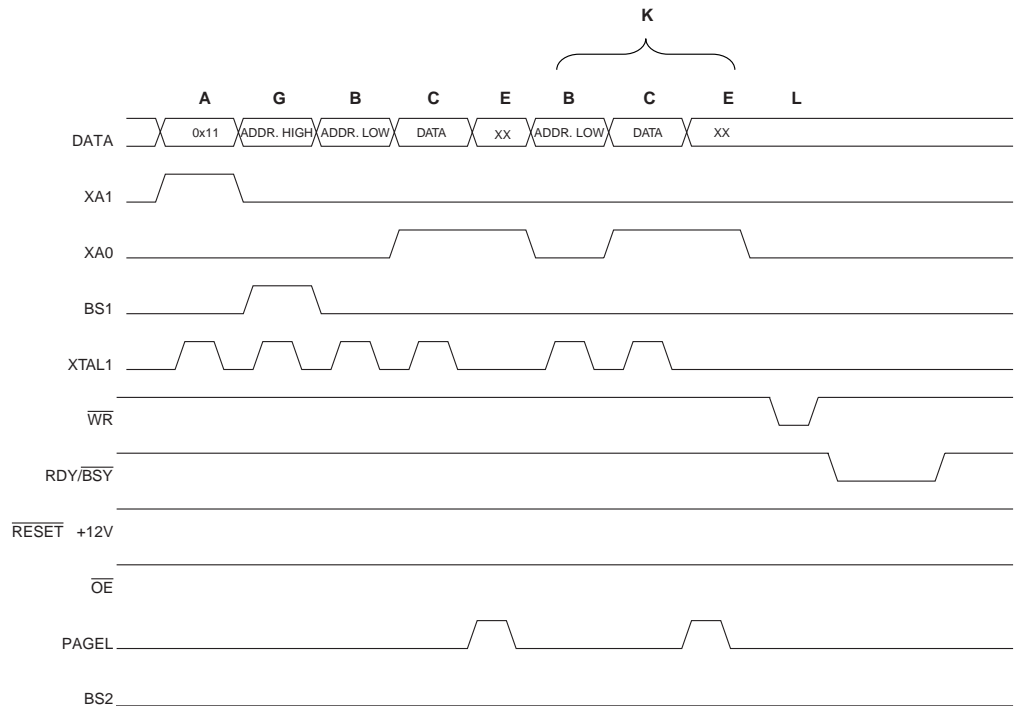 K
A G B C E B C E L
DATA 0x11 ADDR. HIGH ADDR. LOW DATA XX ADDR. LOW DATA XX
XA1
XA0
BS1
XTAL1
WR
RDY/BSY
RESET +12V
OE
PAGEL
BS2